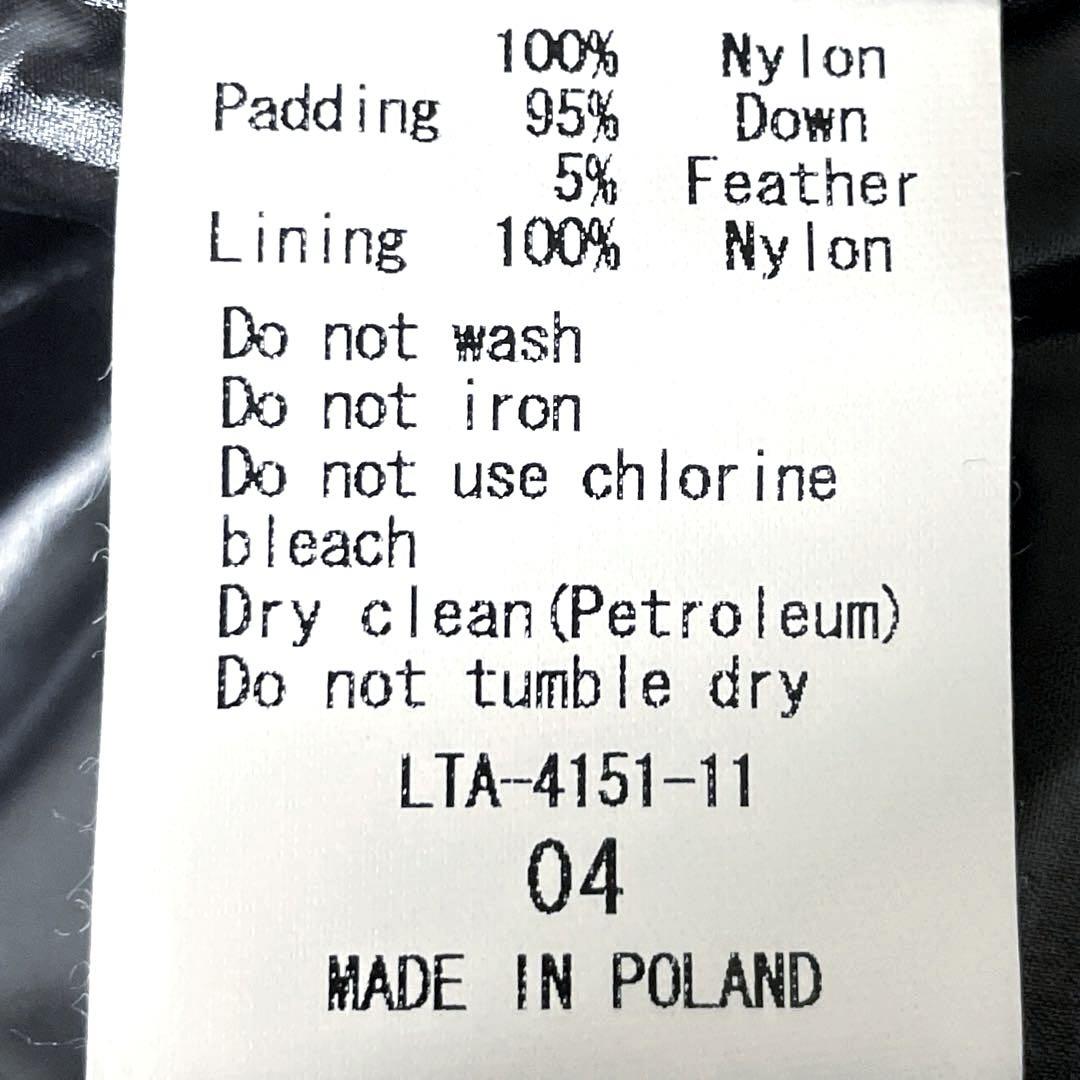 100% Nylon
Padding 95% Down
5% Feather
Lining 100% Nylon
Do not wash
Do not iron
Do not use chlorine
bleach
Dry clean(Petroleum)
Do not tumble dry
LTA-4151-11
04
MADE IN POLAND